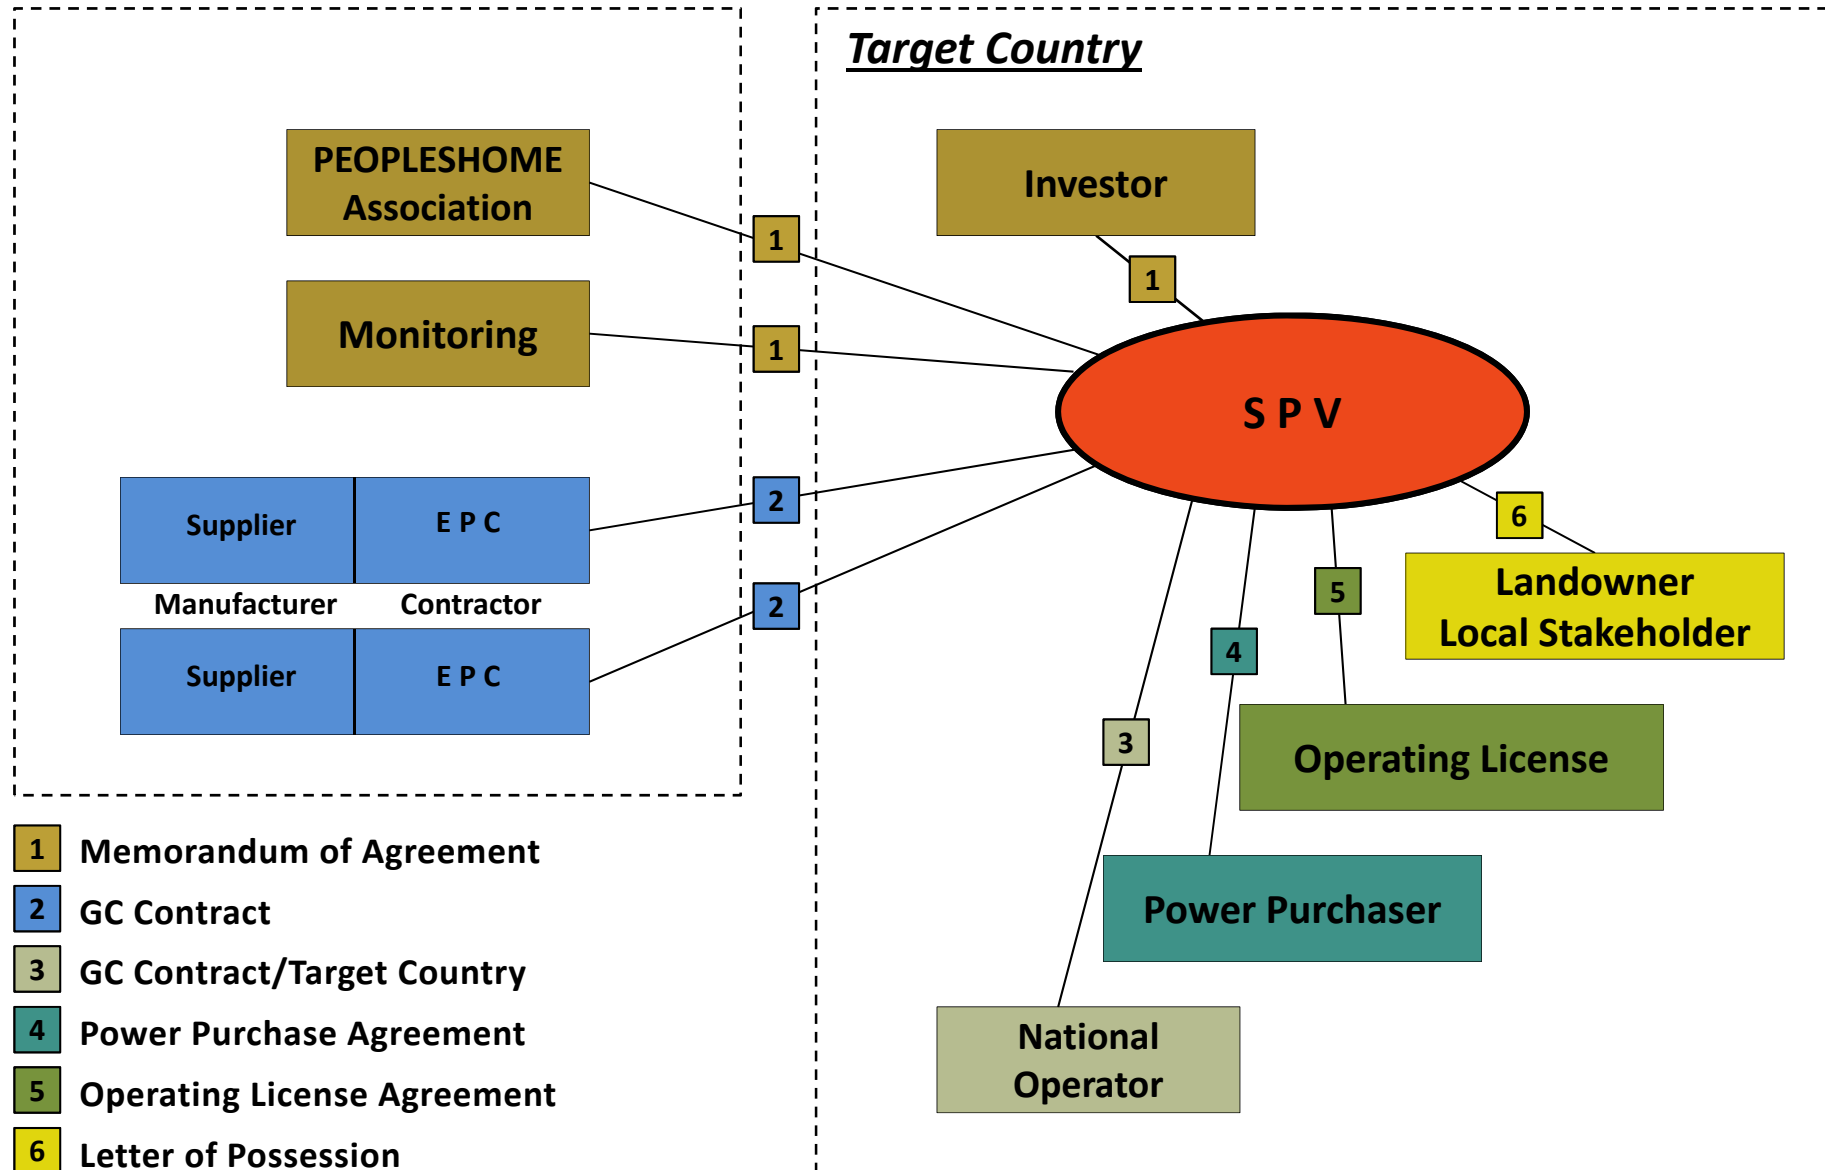 Target Country
PEOPLESHOME
Association
Investor
1
1
Monitoring
1
S P V
Supplier
E P C
2
6
Manufacturer
Contractor
Landowner
Local Stakeholder
5
2
Supplier
E P C
4
3
Operating License
Power Purchaser
National
Operator
1 Memorandum of Agreement
2 GC Contract
3 GC Contract/Target Country
4 Power Purchase Agreement
5 Operating License Agreement
6 Letter of Possession